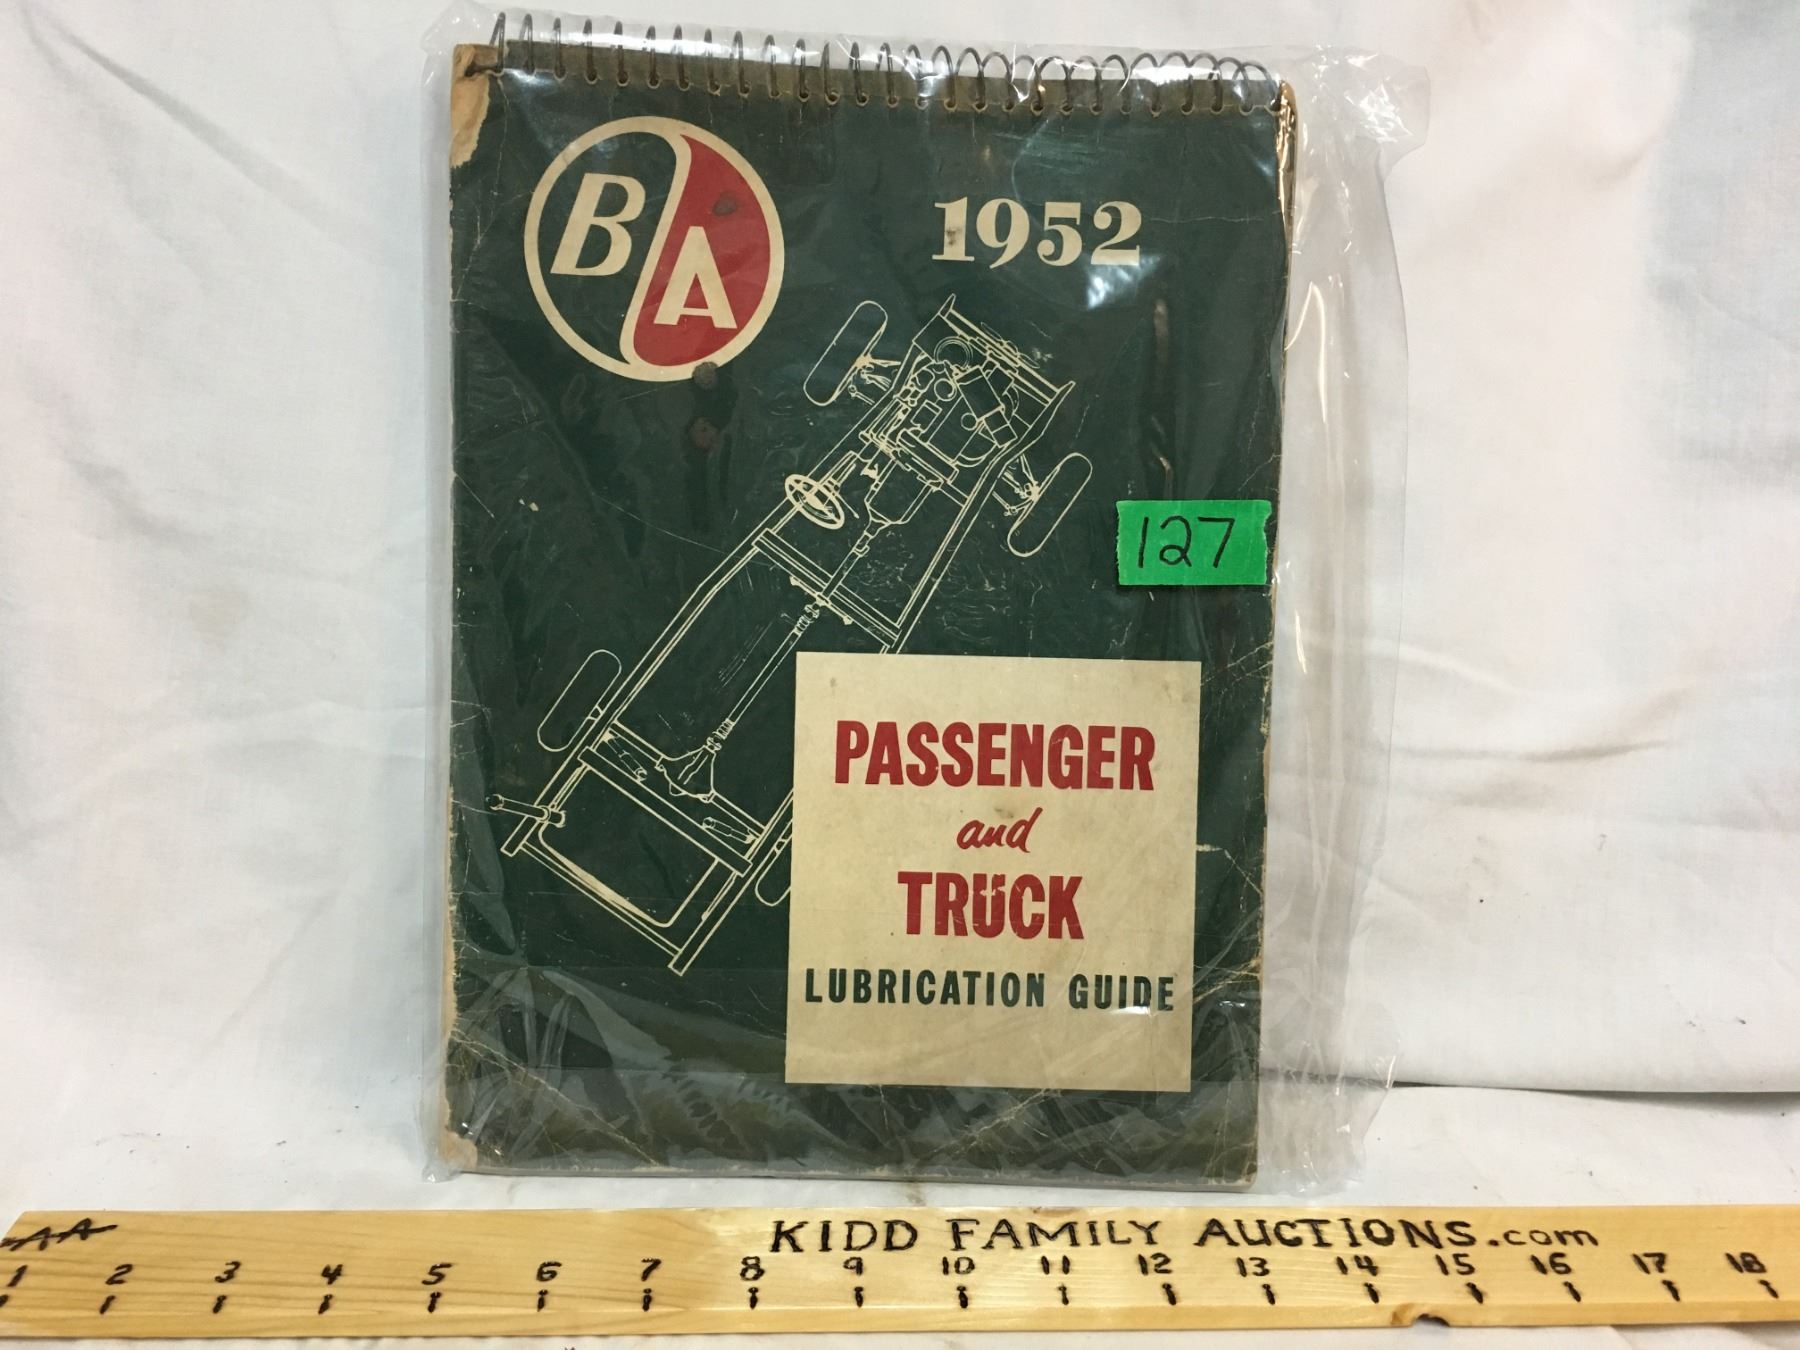 BA
1952
127
PASSENGER
and
TRUCK
LUBRICATION GUIDE
KIDD FAMILY AUCTIONS.com
1 2 3 4 5 6 7 8 9 10 11 12 13 14 15 16 17 18